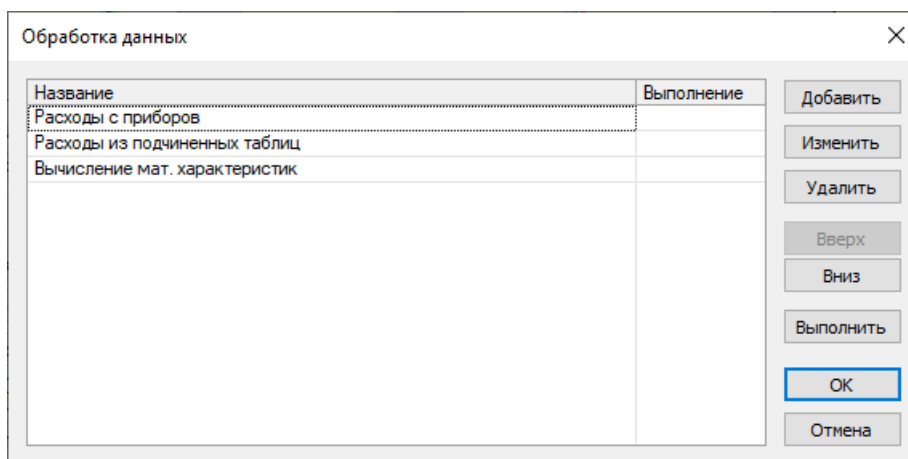 Обработка данных
Название Выполнение
Расходы с приборов
Расходы из подчиненных таблиц
Вычисление мат. характеристик
Добавить
Изменить
Удалить
Вверх
Вниз
Выполнить
ОК
Отмена